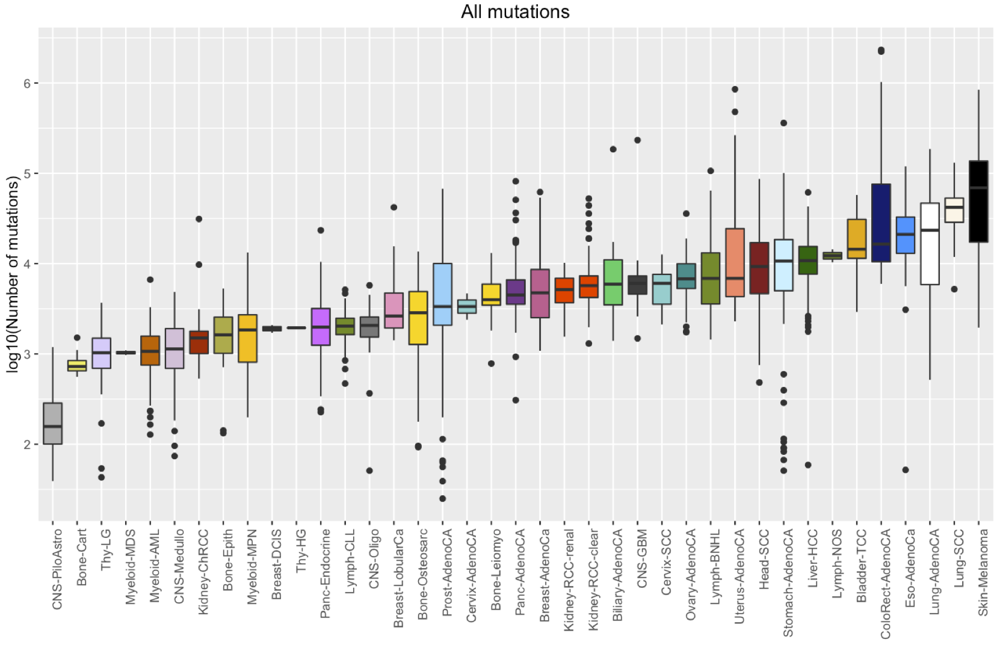 All mutations
log10(Number of mutations)
6
5
4
3
2
CNS-PiloAstro
Bone-Cart
Thy-LG
Myeloid-MDS
Myeloid-AML
CNS-Medullo
Kidney-ChRCC
Bone-Epith
Myeloid-MPN
Breast-DCIS
Thy-HG
Panc-Endocrine
Lymph-CLL
CNS-Oligo
Breast-LobularCa
Bone-Osteosarc
Prost-AdenoCA
Cervix-AdenoCA
Bone-Leiomyo
Panc-AdenoCA
Breast-AdenoCa
Kidney-RCC-renal
Kidney-RCC-clear
Biliary-AdenoCA
CNS-GBM
Cervix-SCC
Ovary-AdenoCA
Lymph-BNHL
Uterus-AdenoCA
Head-SCC
Stomach-AdenoCA
Liver-HCC
Lymph-NOS
Bladder-TCC
ColoRect-AdenoCA
Eso-AdenoCa
Lung-AdenoCA
Lung-SCC
Skin-Melanoma